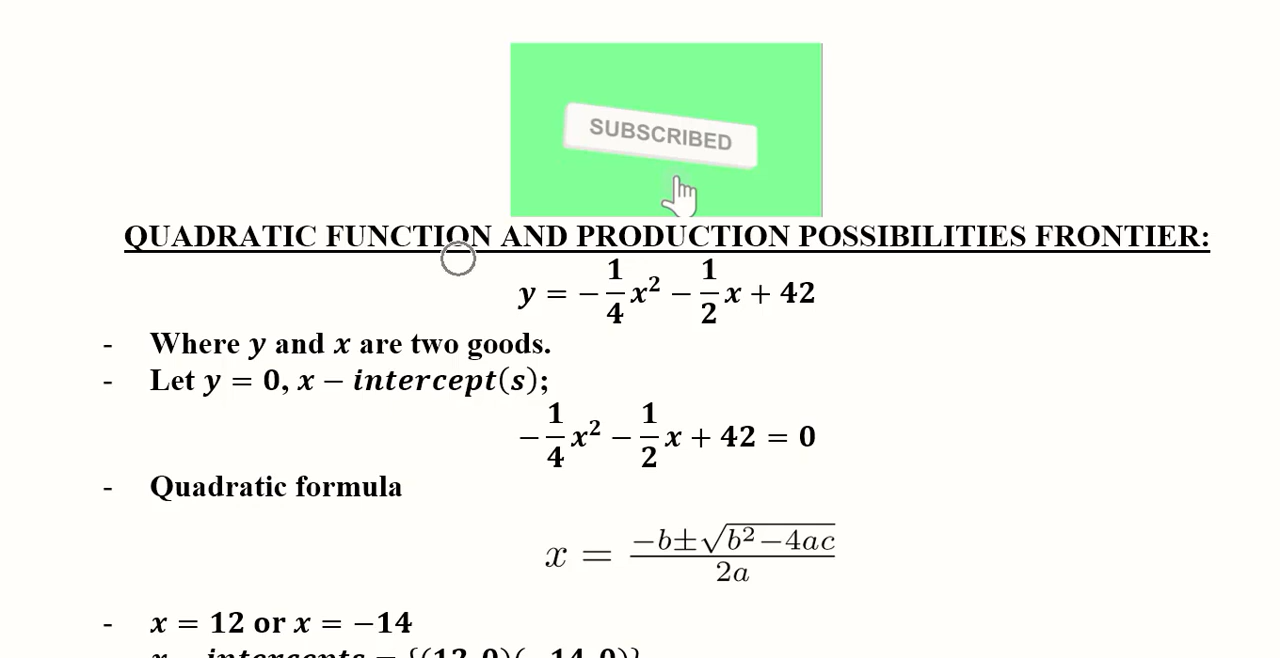 SUBSCRIBED
QUADRATIC FUNCTION AND PRODUCTION POSSIBILITIES FRONTIER:
y = −1/4 x² − 1/2 x + 42
- Where y and x are two goods.
- Let y = 0, x − intercept(s);
−1/4 x² − 1/2 x + 42 = 0
- Quadratic formula
x = (−b±√(b²−4ac))/(2a)
- x = 12 or x = −14